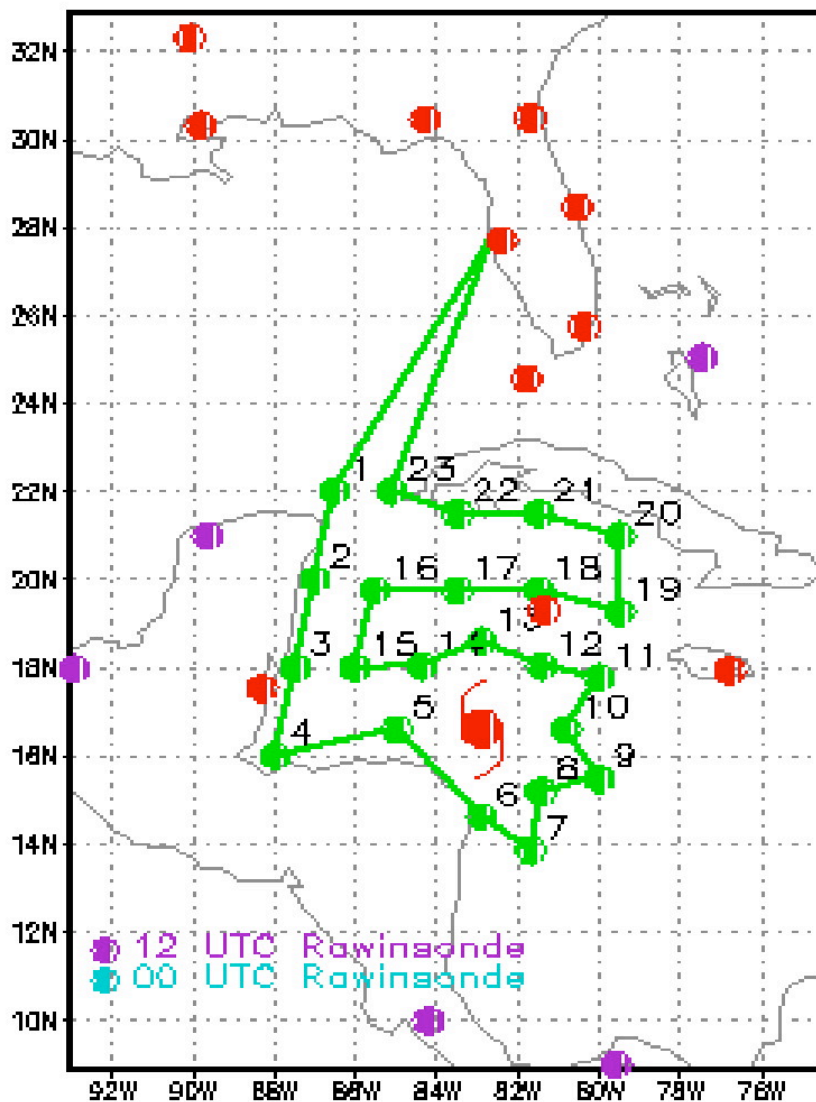 32N
30N
28N
26N
24N
1 23 22 21 20
22N
2 16 17 18 19
20N
3 15 14 13 12 11
18N
4 5 10
16N
6 8 9
7
14N
12N
12 UTC Rawinsonde
00 UTC Rawinsonde
10N
92W 90W 88W 86W 84W 82W 80W 78W 76W